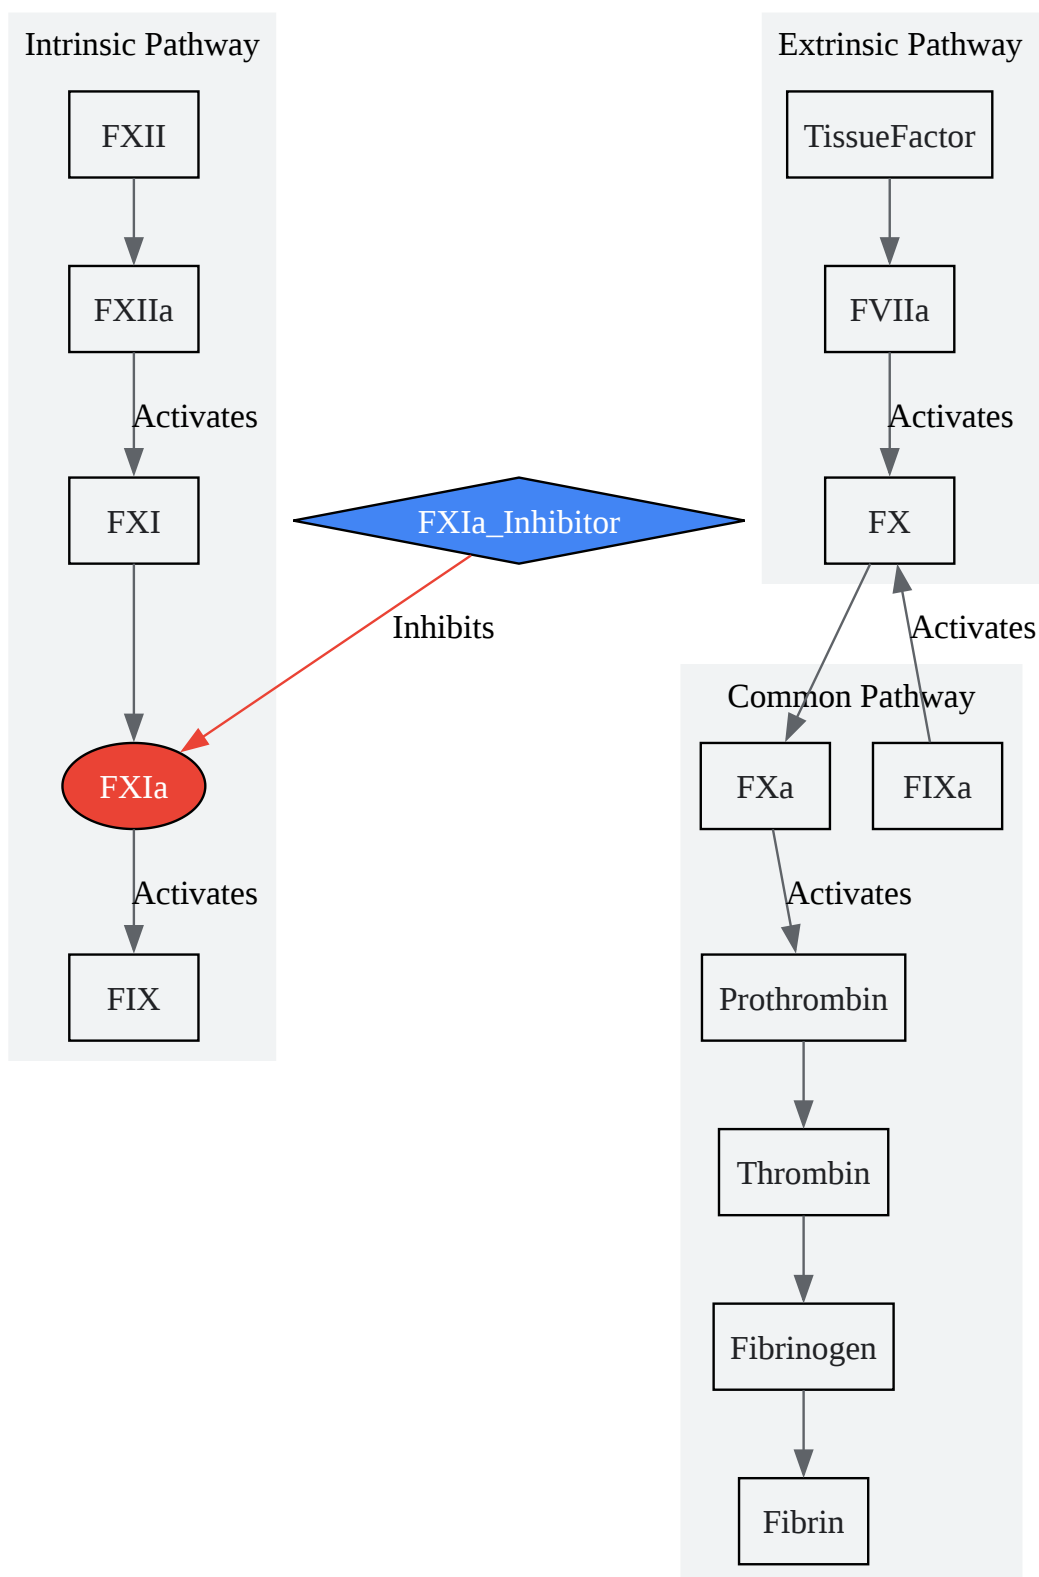 Intrinsic Pathway
FXII
FXIIa
Activates
FXI
FXIa
Activates
FIX
FXIa_Inhibitor
Inhibits
Extrinsic Pathway
TissueFactor
FVIIa
Activates
FX
Activates
Common Pathway
FXa
FIXa
Activates
Prothrombin
Thrombin
Fibrinogen
Fibrin